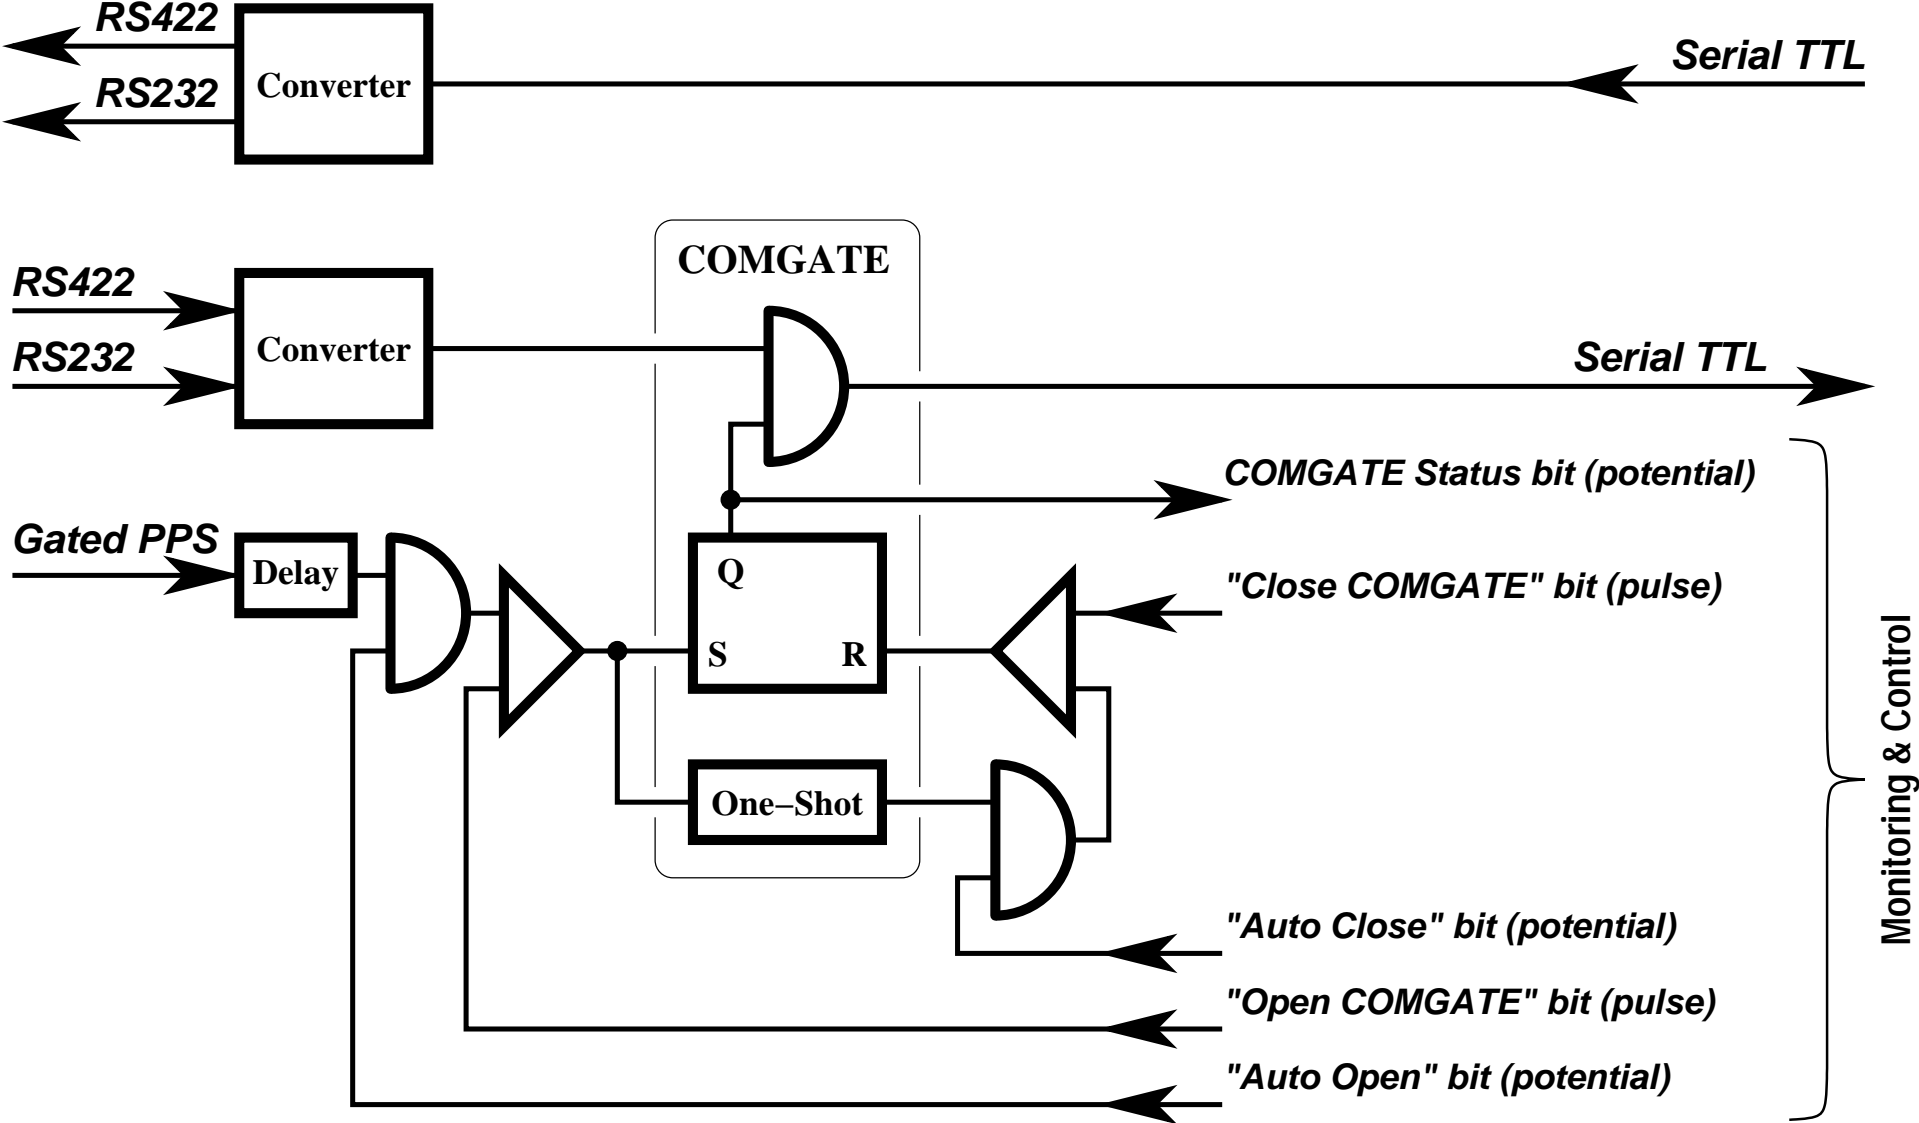 RS422
Serial TTL
Converter
RS232
COMGATE
RS422
Converter
RS232
Serial TTL
COMGATE Status bit (potential)
Gated PPS
Delay
Q
"Close COMGATE" bit (pulse)
S
R
One−Shot
Monitoring & Control
"Auto Close" bit (potential)
"Open COMGATE" bit (pulse)
"Auto Open" bit (potential)